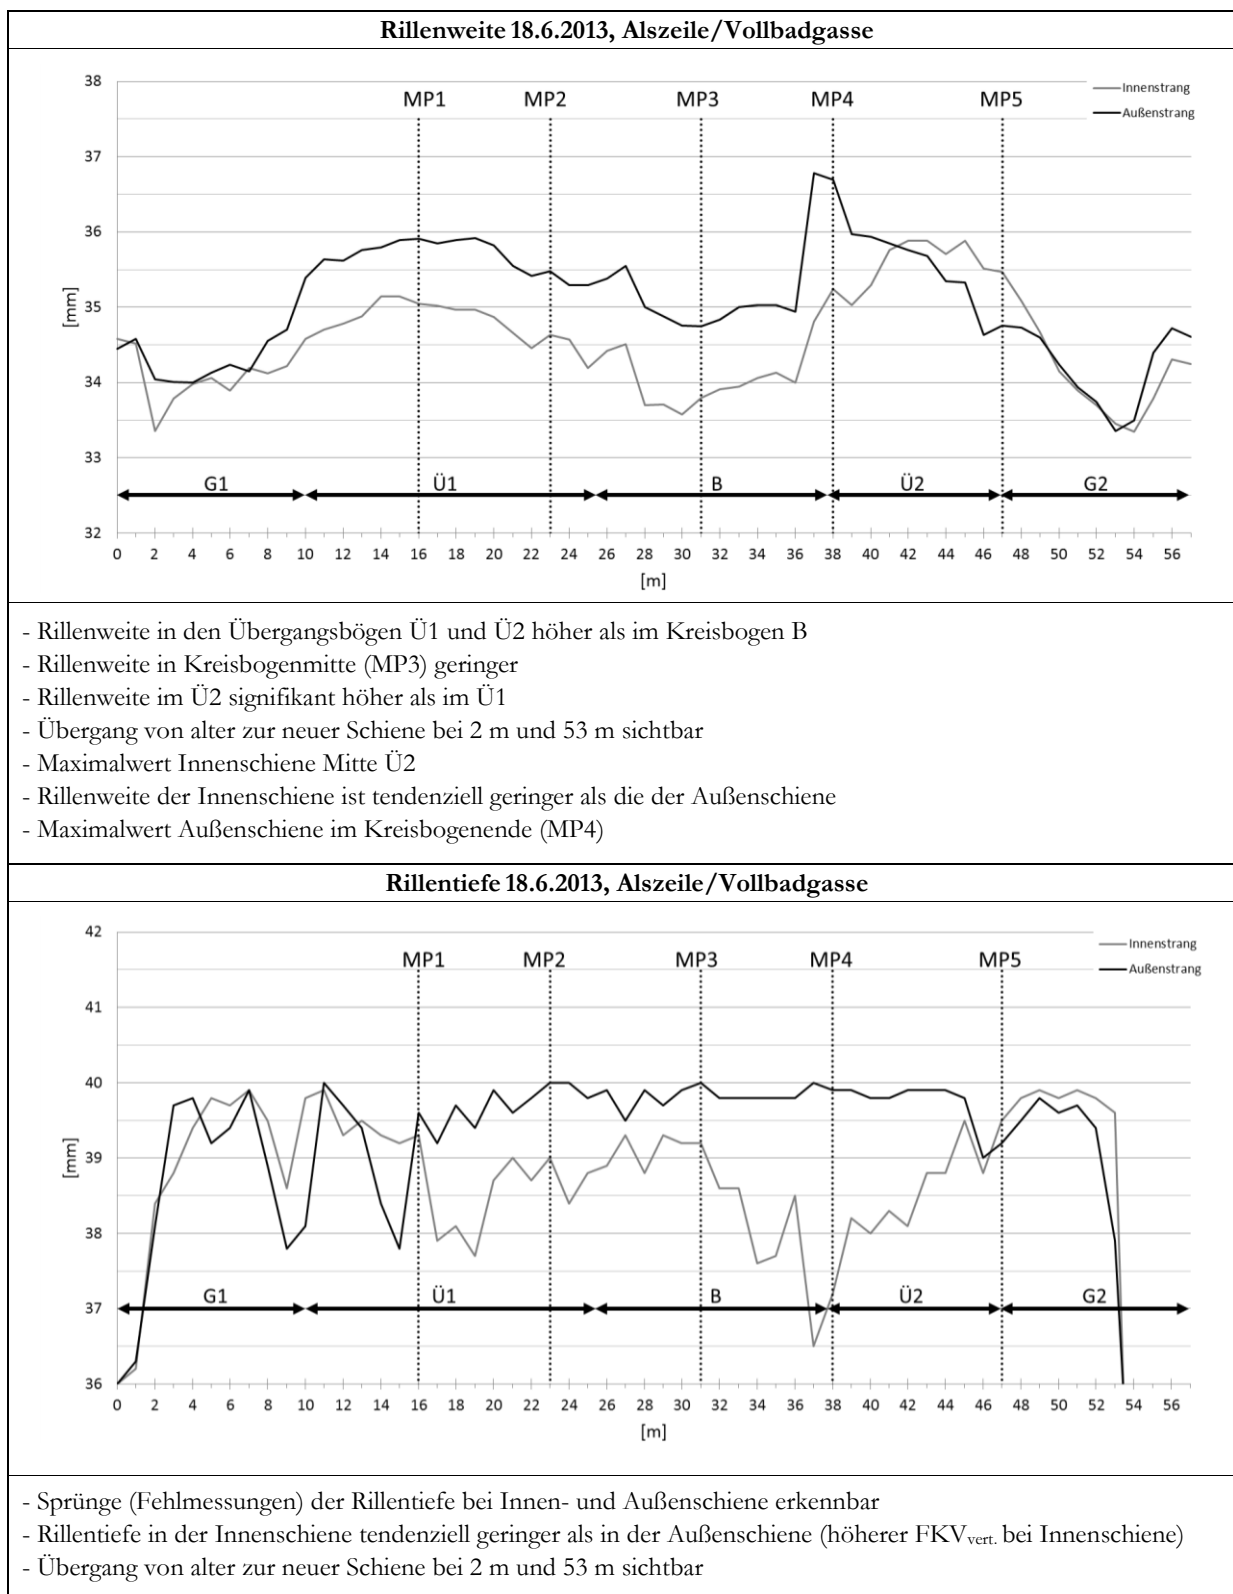 Rillenweite 18.6.2013, Alszeile/Vollbadgasse
38
37
36
35
34
33
32
[mm]
MP1 MP2 MP3 MP4 MP5
Innenstrang
Außenstrang
G1 Ü1 B Ü2 G2
0 2 4 6 8 10 12 14 16 18 20 22 24 26 28 30 32 34 36 38 40 42 44 46 48 50 52 54 56
[m]
- Rillenweite in den Übergangsbögen Ü1 und Ü2 höher als im Kreisbogen B
- Rillenweite in Kreisbogenmitte (MP3) geringer
- Rillenweite im Ü2 signifikant höher als im Ü1
- Übergang von alter zur neuer Schiene bei 2 m und 53 m sichtbar
- Maximalwert Innenschiene Mitte Ü2
- Rillenweite der Innenschiene ist tendenziell geringer als die der Außenschiene
- Maximalwert Außenschiene im Kreisbogenende (MP4)
Rillentiefe 18.6.2013, Alszeile/Vollbadgasse
42
41
40
39
38
37
36
[mm]
MP1 MP2 MP3 MP4 MP5
Innenstrang
Außenstrang
G1 Ü1 B Ü2 G2
0 2 4 6 8 10 12 14 16 18 20 22 24 26 28 30 32 34 36 38 40 42 44 46 48 50 52 54 56
[m]
- Sprünge (Fehlmessungen) der Rillentiefe bei Innen- und Außenschiene erkennbar
- Rillentiefe in der Innenschiene tendenziell geringer als in der Außenschiene (höherer FKVvert. bei Innenschiene)
- Übergang von alter zur neuer Schiene bei 2 m und 53 m sichtbar